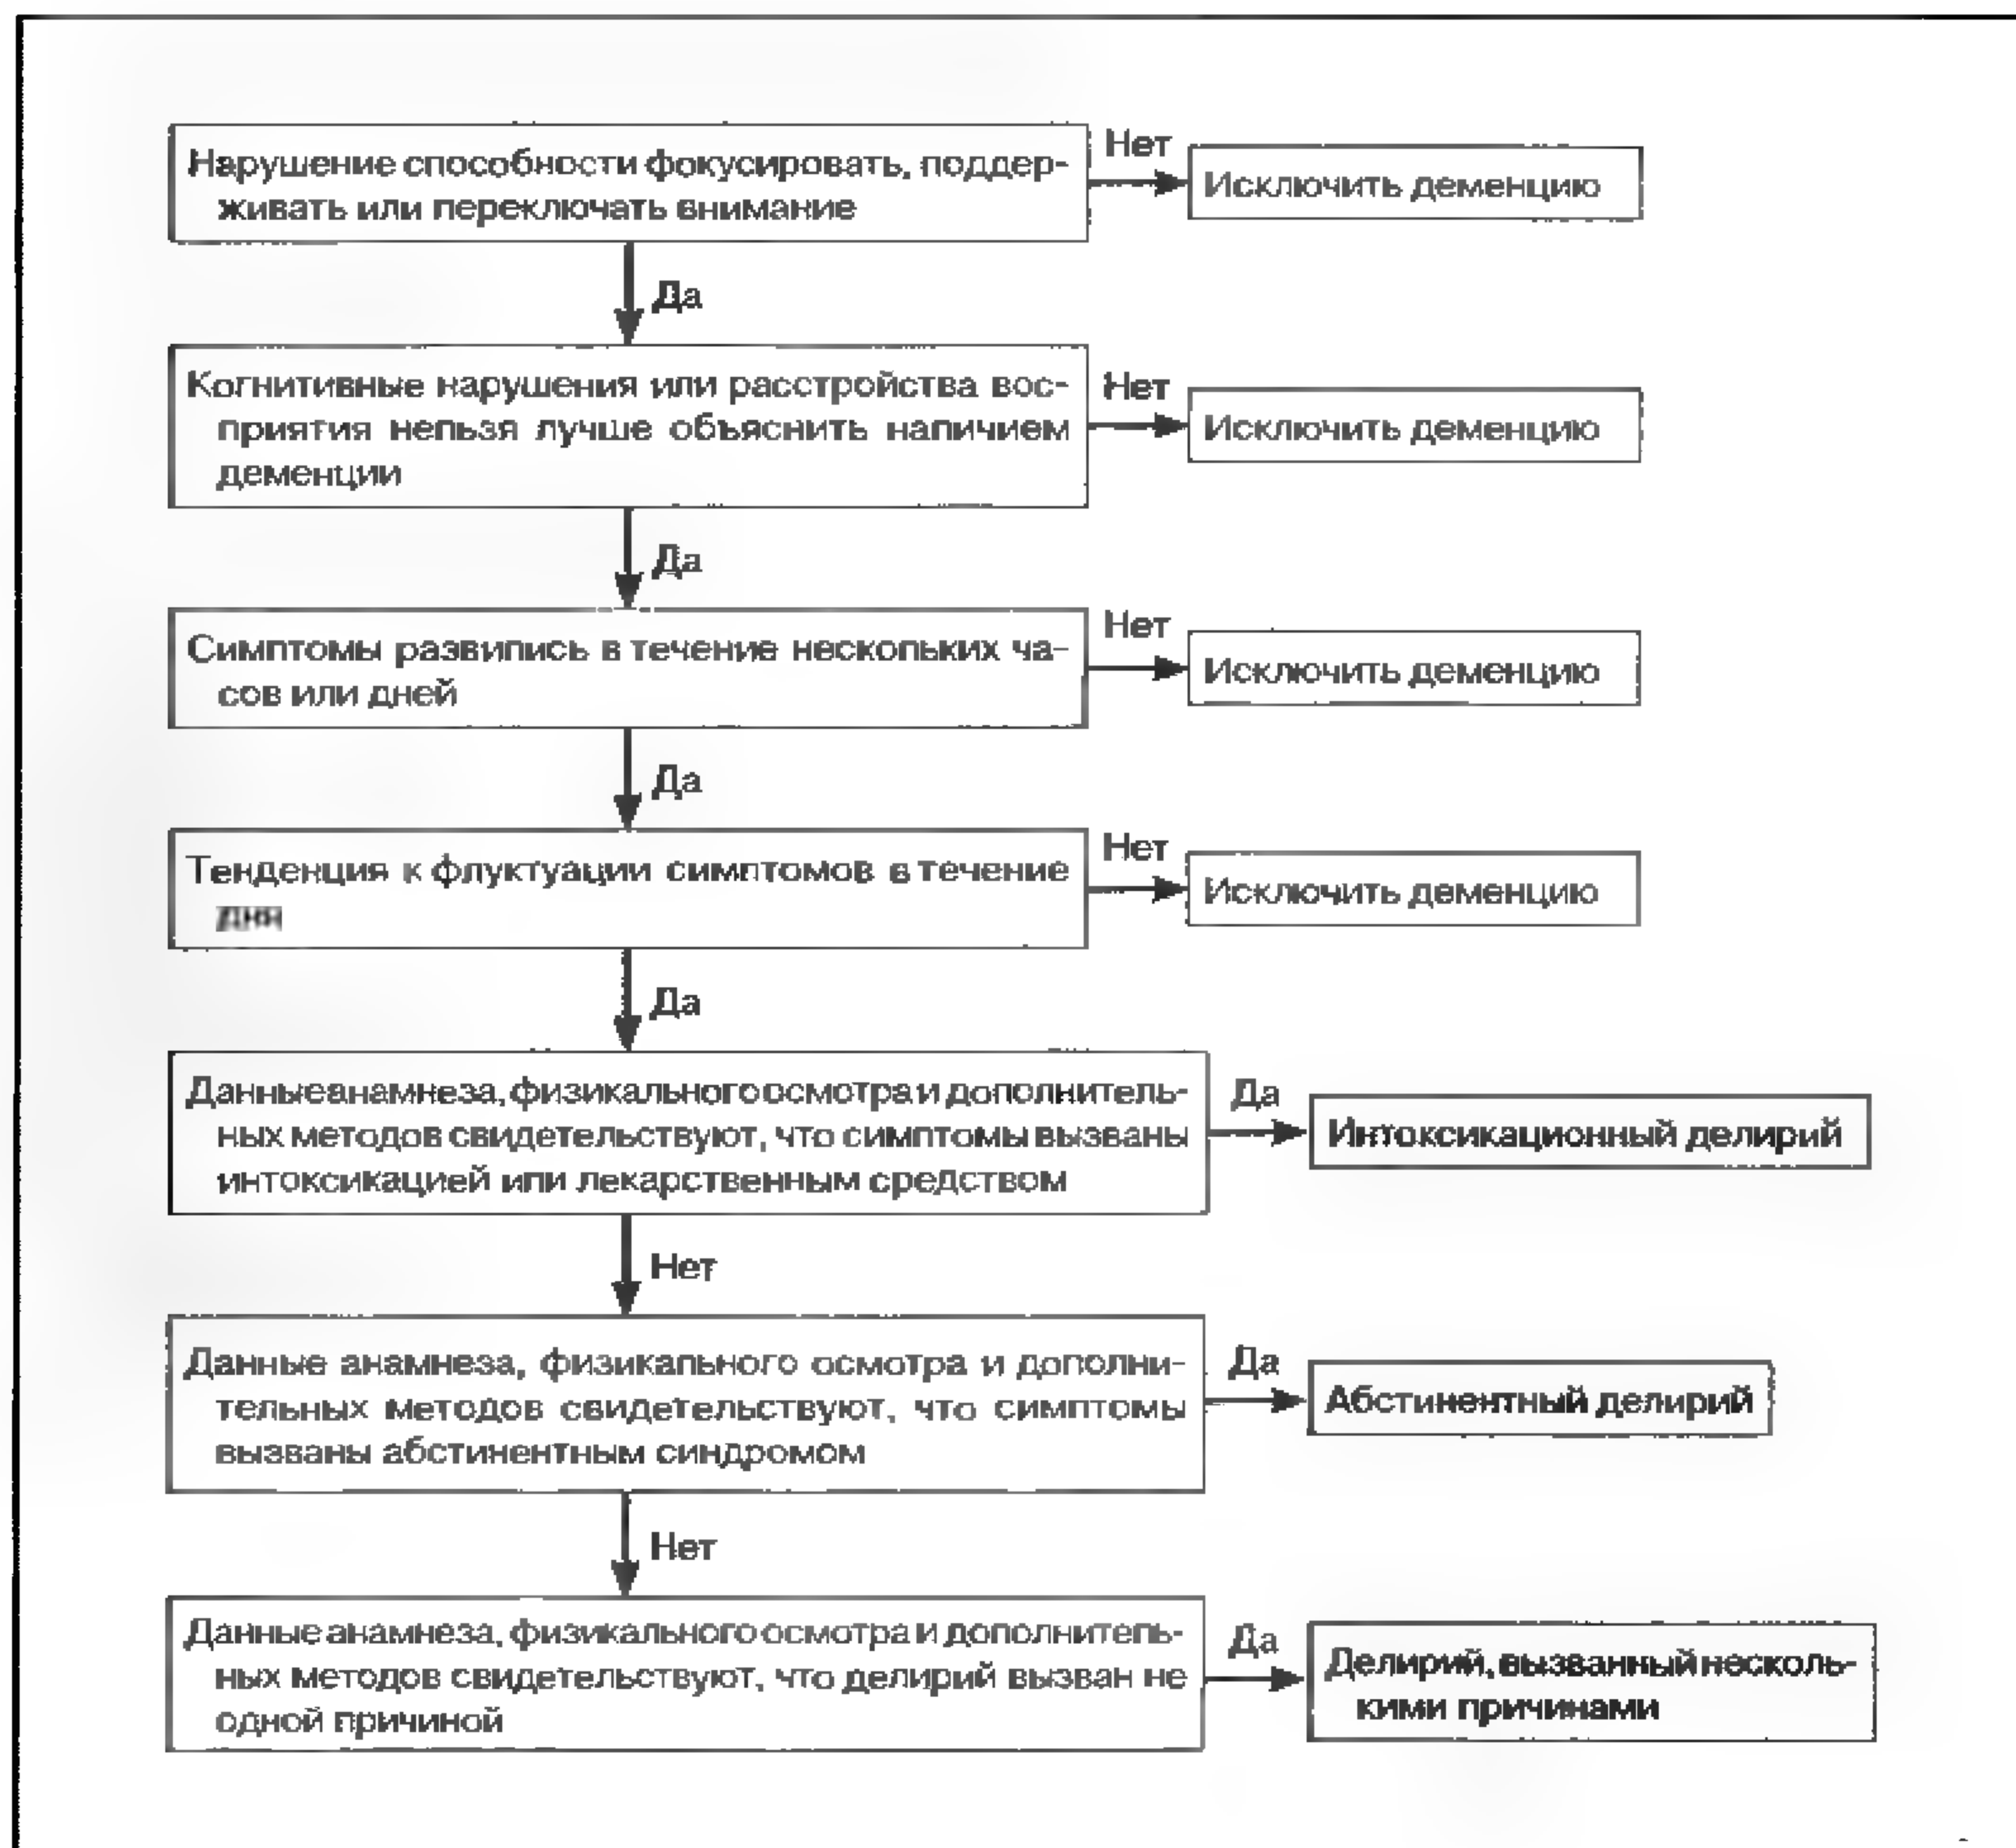 Нарушение способности фокусировать, поддер-
живать или переключать внимание
Нет
Исключить деменцию
Да
Когнитивные нарушения или расстройства вос-
приятия нельзя лучше объяснить наличием
деменции
Нет
Исключить деменцию
Да
Симптомы развились в течение нескольких ча-
сов или дней
Нет
Исключить деменцию
Да
Тенденция к флуктуации симптомов в течение
дня
Нет
Исключить деменцию
Да
Данные анамнеза, физикального осмотра и дополнитель-
ных методов свидетельствуют, что симптомы вызваны
интоксикацией или лекарственным средством
Да
Интоксикационный делирий
Нет
Данные анамнеза, физикального осмотра и дополни-
тельных методов свидетельствуют, что симптомы
вызваны абстинентным синдромом
Да
Абстинентный делирий
Нет
Данные анамнеза, физикального осмотра и дополнитель-
ных методов свидетельствуют, что делирий вызван не
одной причиной
Да
Делирий, вызванный несколь-
кими причинами